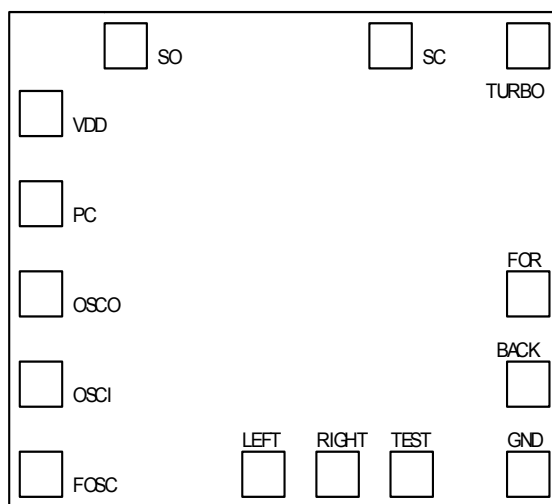 SO SC
TURBO
VDD
PC
FOR
OSCO
BACK
OSCI
LEFT RIGHT TEST GND
FOSC